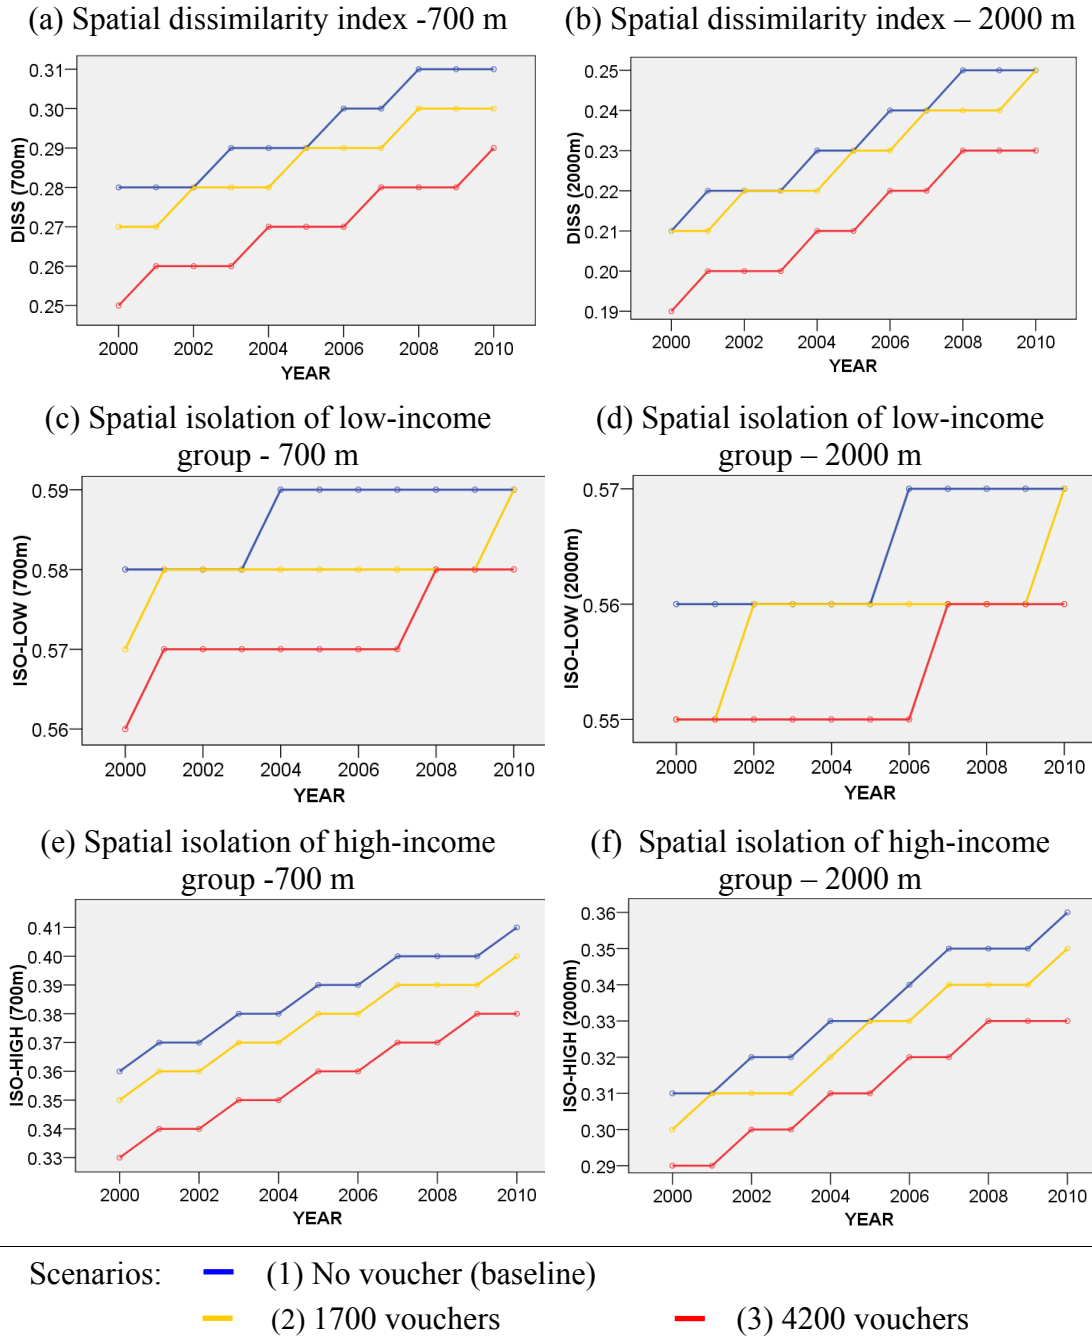 (a) Spatial dissimilarity index -700 m
DISS (700m)
0.31
0.30
0.29
0.28
0.27
0.26
0.25
2000 2002 2004 2006 2008 2010
YEAR
(b) Spatial dissimilarity index – 2000 m
DISS (2000m)
0.25
0.24
0.23
0.22
0.21
0.20
0.19
2000 2002 2004 2006 2008 2010
YEAR
(c) Spatial isolation of low-income
group - 700 m
ISO-LOW (700m)
0.59
0.58
0.57
0.56
2000 2002 2004 2006 2008 2010
YEAR
(d) Spatial isolation of low-income
group – 2000 m
ISO-LOW (2000m)
0.57
0.56
0.55
2000 2002 2004 2006 2008 2010
YEAR
(e) Spatial isolation of high-income
group -700 m
ISO-HIGH (700m)
0.41
0.40
0.39
0.38
0.37
0.36
0.35
0.34
0.33
2000 2002 2004 2006 2008 2010
YEAR
(f) Spatial isolation of high-income
group – 2000 m
ISO-HIGH (2000m)
0.36
0.35
0.34
0.33
0.32
0.31
0.30
0.29
2000 2002 2004 2006 2008 2010
YEAR
Scenarios: (1) No voucher (baseline)
(2) 1700 vouchers (3) 4200 vouchers